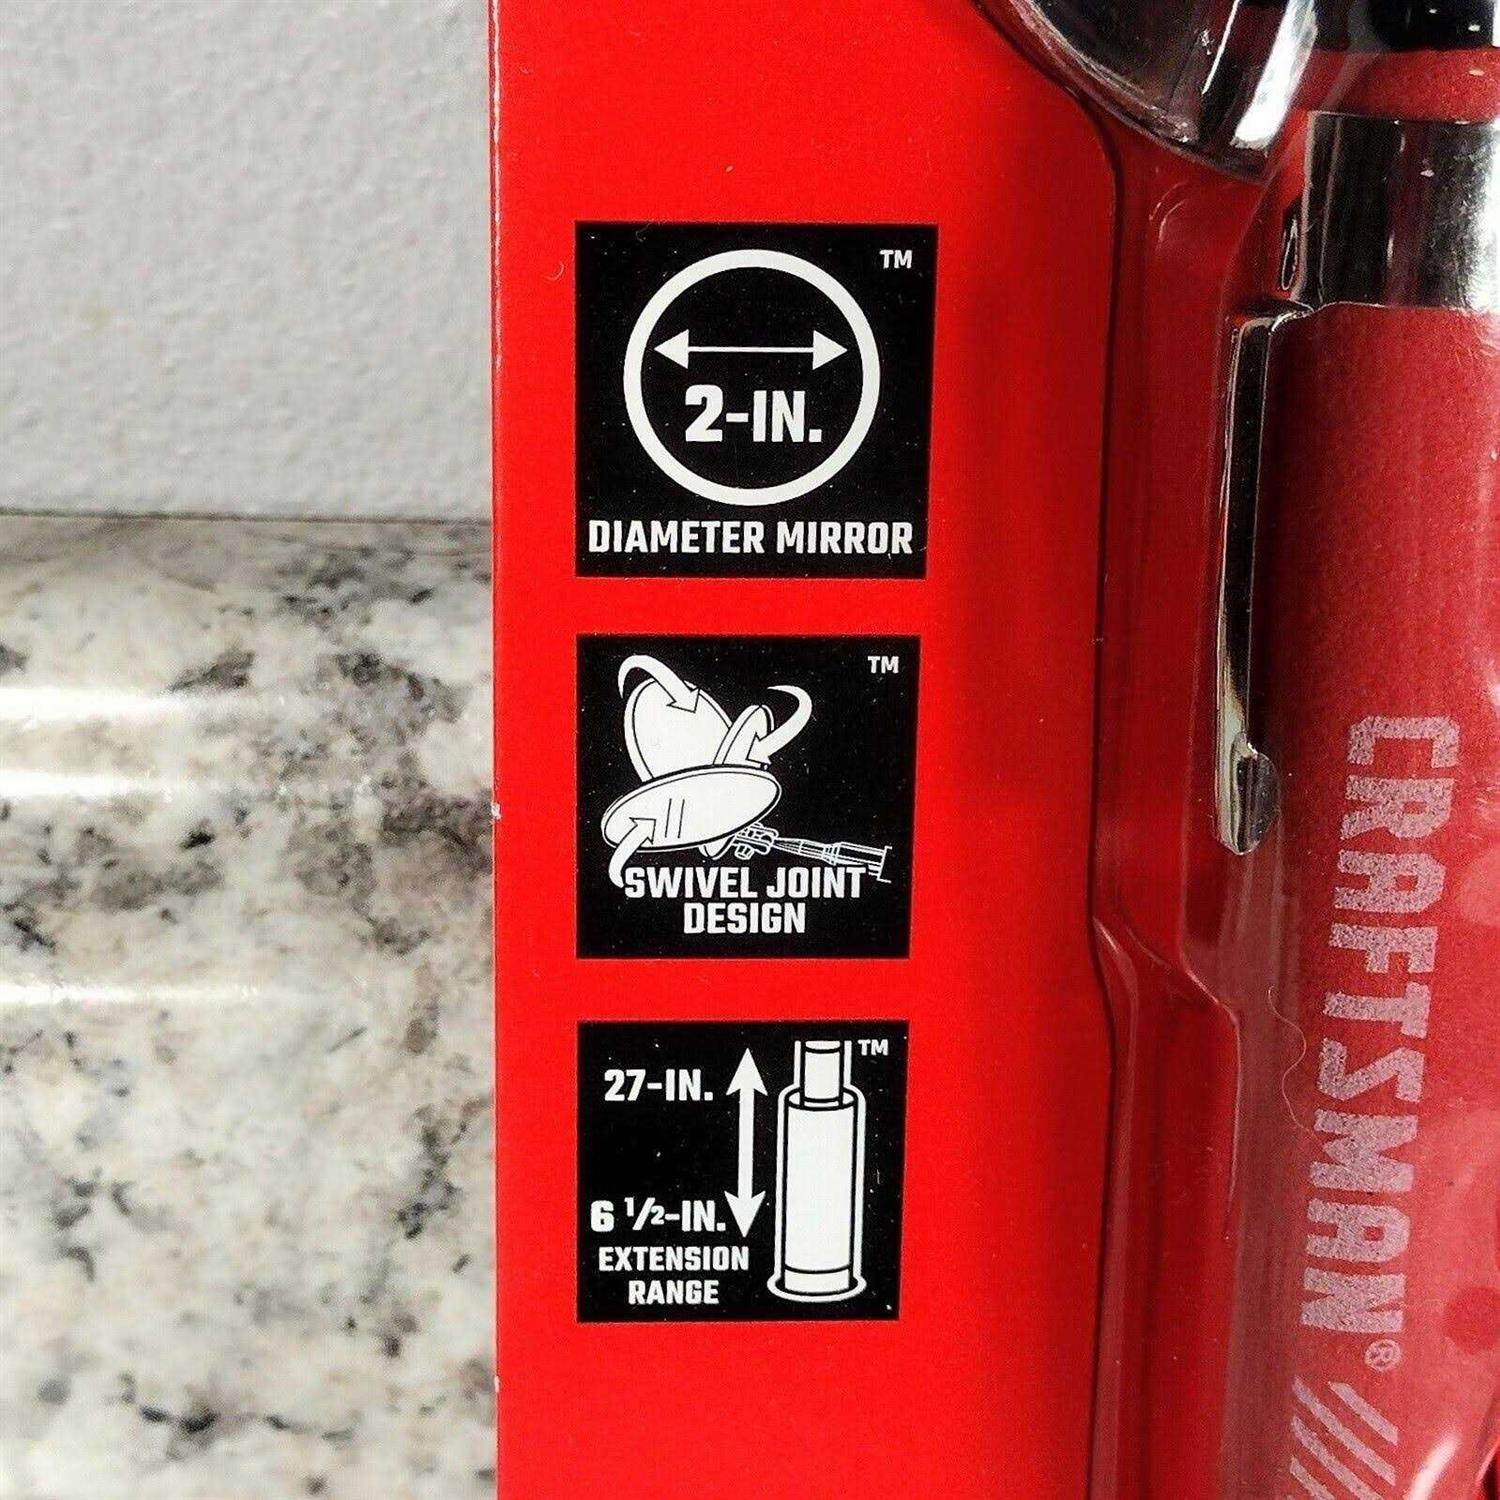 TM
2-IN.
DIAMETER MIRROR
TM
SWIVEL JOINT
DESIGN
TM
27-IN.
6 1/2-IN.
EXTENSION
RANGE
CRAFTSMAN®